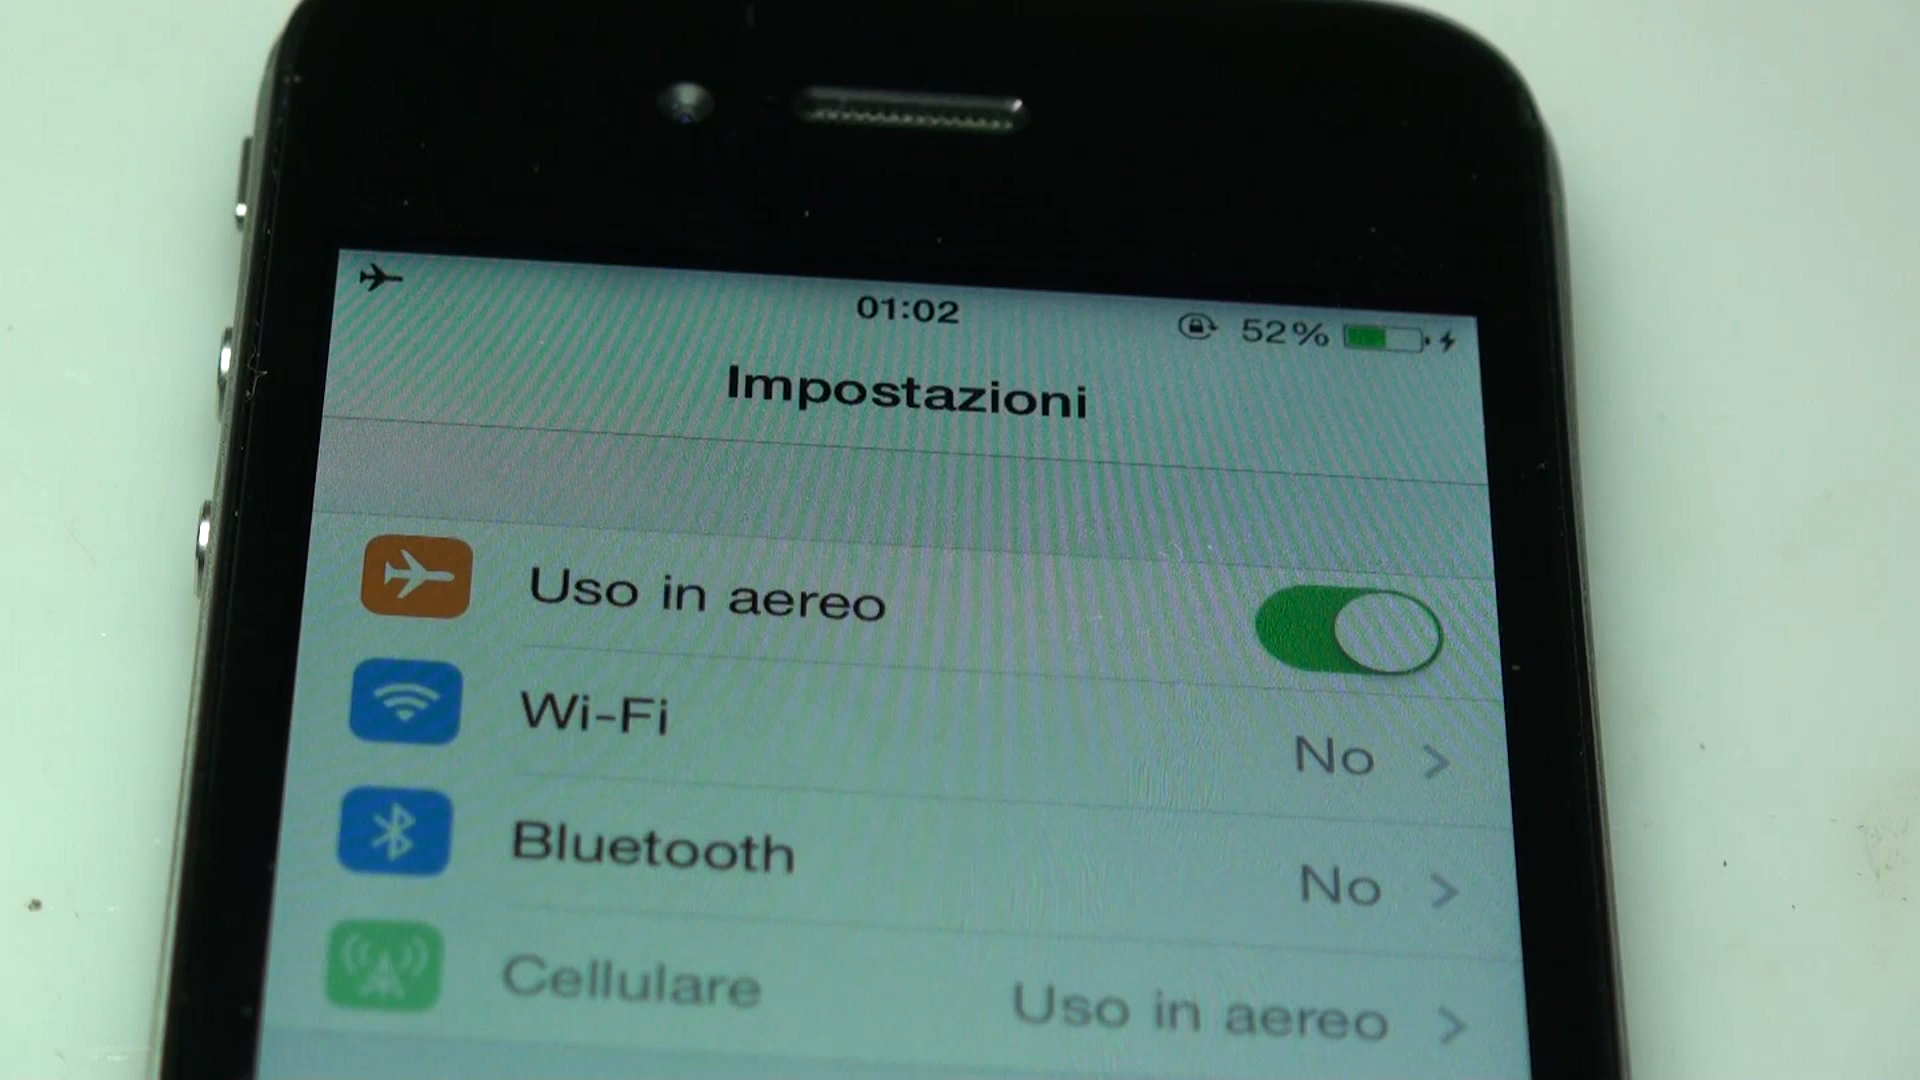 01:02 52%
Impostazioni
Uso in aereo
Wi-Fi No
Bluetooth No
Cellulare Uso in aereo